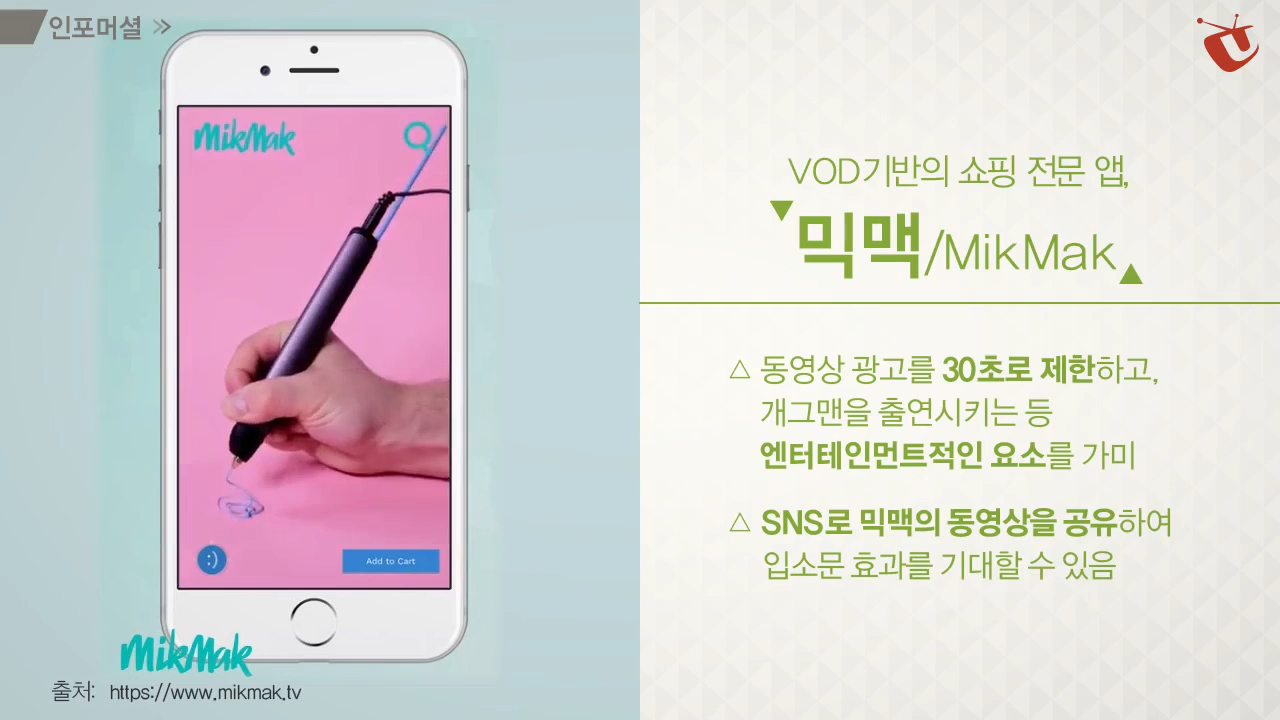 인포머셜
MikMak
:)
Add to Cart
MikMak
출처: https://www.mikmak.tv
VOD기반의 쇼핑 전문 앱,
믹맥/MikMak
△ 동영상 광고를 30초로 제한하고,
개그맨을 출연시키는 등
엔터테인먼트적인 요소를 가미
△ SNS로 믹맥의 동영상을 공유하여
입소문 효과를 기대할 수 있음